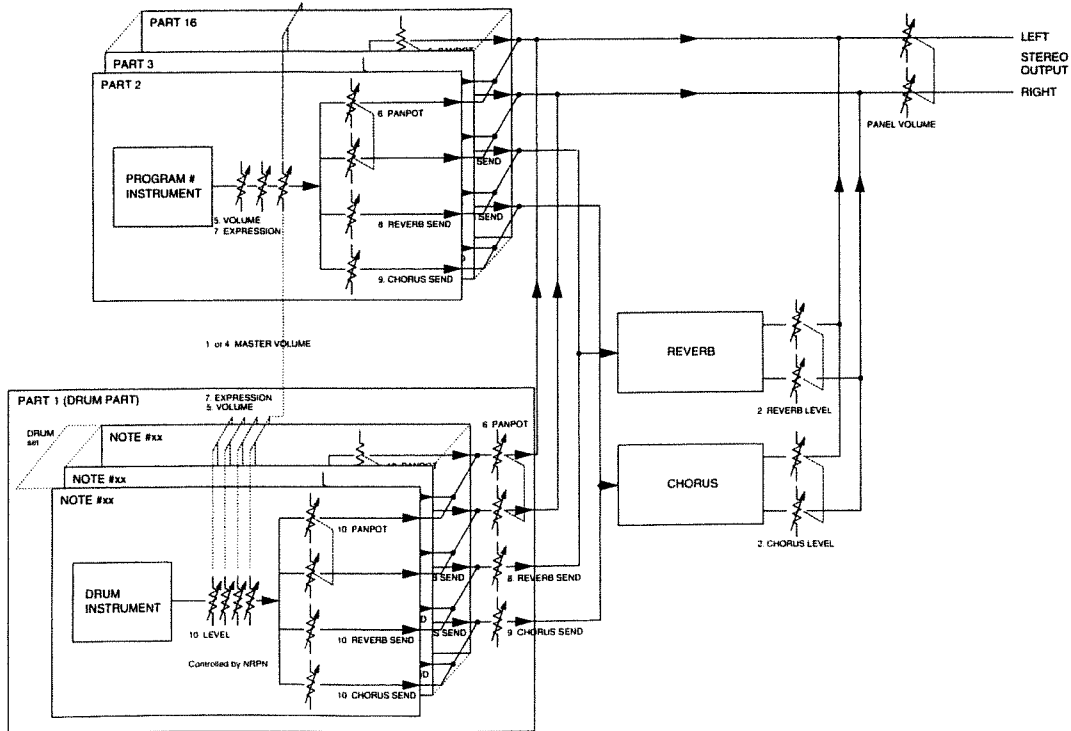 PART 16
PART 3
PART 2
PROGRAM #
INSTRUMENT
5. VOLUME
7 EXPRESSION
6 PANPOT
8 REVERB SEND
9. CHORUS SEND
SEND
SEND
LEFT
STEREO
OUTPUT
RIGHT
PANEL VOLUME
1 or 4 MASTER VOLUME
REVERB
2 REVERB LEVEL
CHORUS
3. CHORUS LEVEL
PART 1 (DRUM PART)
7. EXPRESSION
5. VOLUME
DRUM
set
NOTE #xx
NOTE #xx
NOTE #xx
DRUM
INSTRUMENT
10 LEVEL
Controlled by NRPN
10 PANPOT
10 REVERB SEND
10 CHORUS SEND
B SEND
S SEND
6 PANPOT
8. REVERB SEND
9 CHORUS SEND